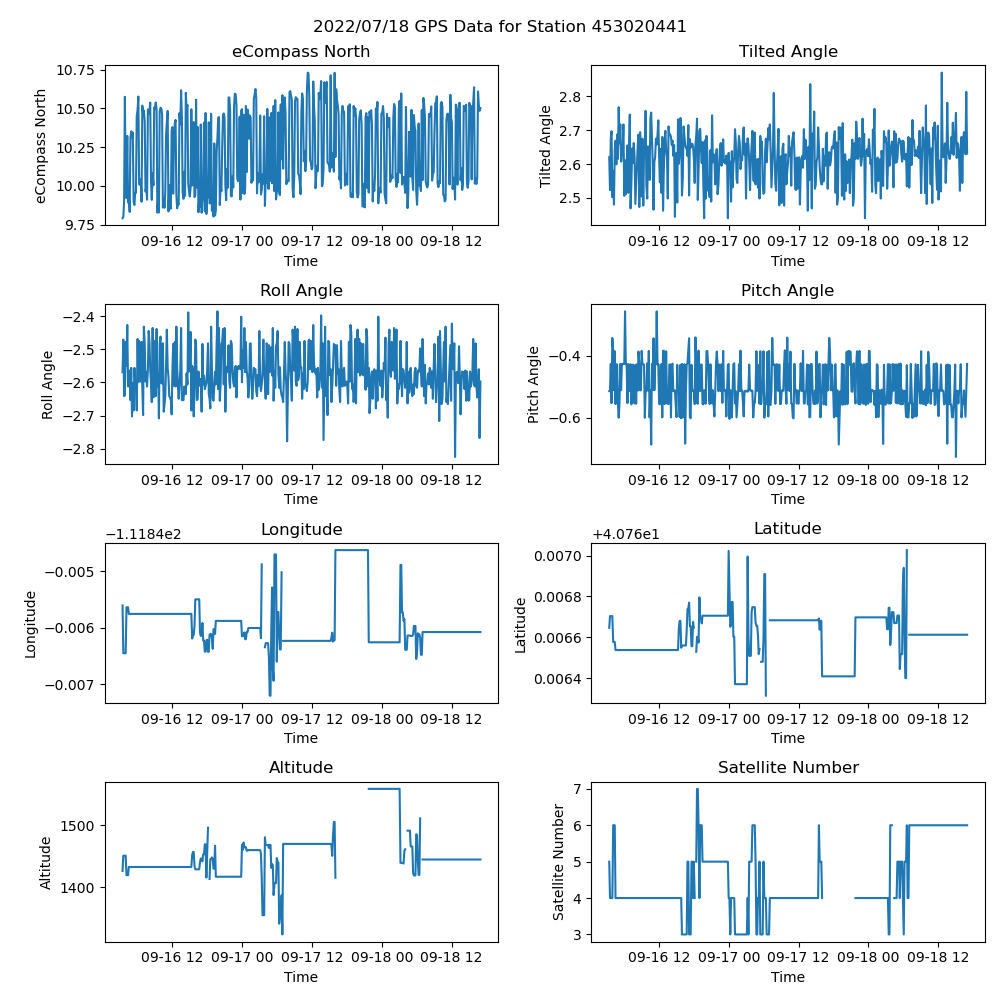 2022/07/18 GPS Data for Station 453020441
eCompass North
10.75
10.50
10.25
10.00
9.75
eCompass North
09-16 12 09-17 00 09-17 12 09-18 00 09-18 12
Time
Tilted Angle
2.8
2.7
2.6
2.5
Tilted Angle
09-16 12 09-17 00 09-17 12 09-18 00 09-18 12
Time
Roll Angle
−2.4
−2.5
−2.6
−2.7
−2.8
Roll Angle
09-16 12 09-17 00 09-17 12 09-18 00 09-18 12
Time
Pitch Angle
−0.4
−0.6
Pitch Angle
09-16 12 09-17 00 09-17 12 09-18 00 09-18 12
Time
Longitude
−1.1184e2
−0.005
−0.006
−0.007
Longitude
09-16 12 09-17 00 09-17 12 09-18 00 09-18 12
Time
Latitude
+4.076e1
0.0070
0.0068
0.0066
0.0064
Latitude
09-16 12 09-17 00 09-17 12 09-18 00 09-18 12
Time
Altitude
1500
1400
Altitude
09-16 12 09-17 00 09-17 12 09-18 00 09-18 12
Time
Satellite Number
7
6
5
4
3
Satellite Number
09-16 12 09-17 00 09-17 12 09-18 00 09-18 12
Time